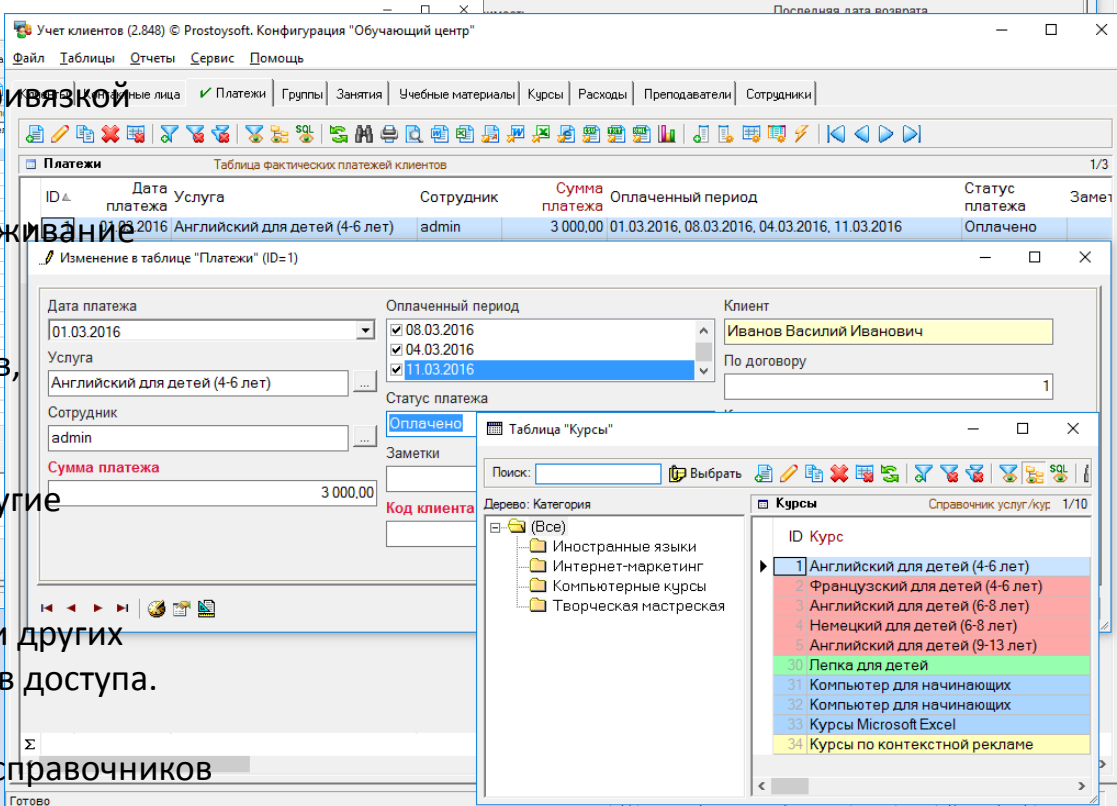 Последняя дата возврата
Учет клиентов (2.848) © Prostoysoft. Конфигурация "Обучающий центр"
Файл Таблицы Отчеты Сервис Помощь
ривязкой
Платежи Группы Занятия Учебные материалы Курсы Расходы Преподаватели Сотрудники
SQL
Платежи Таблица фактических платежей клиентов 1/3
ID Дата платежа Услуга Сотрудник Сумма платежа Оплаченный период Статус платежа Замет
1 01.03.2016 Английский для детей (4-6 лет) admin 3 000,00 01.03.2016, 08.03.2016, 04.03.2016, 11.03.2016 Оплачено
живание
Изменение в таблице "Платежи" (ID=1)
Дата платежа
01.03.2016
Услуга
Английский для детей (4-6 лет) ...
Сотрудник
admin ...
Сумма платежа
3 000,00
Оплаченный период
08.03.2016
04.03.2016
11.03.2016
Статус платежа
Оплачено
Заметки
Код клиента
Клиент
Иванов Василий Иванович
По договору
1
в,
угие
и других
в доступа.
Σ
справочников
Готово
Таблица "Курсы"
Поиск: Выбрать SQL
Дерево: Категория
(Все)
Иностранные языки
Интернет-маркетинг
Компьютерные курсы
Творческая мастреская
Курсы Справочник услуг/кур 1/10
ID Курс
1 Английский для детей (4-6 лет)
2 Французский для детей (4-6 лет)
3 Английский для детей (6-8 лет)
4 Немецкий для детей (6-8 лет)
5 Английский для детей (9-13 лет)
30 Лепка для детей
31 Компьютер для начинающих
32 Компьютер для начинающих
33 Курсы Microsoft Excel
34 Курсы по контекстной рекламе